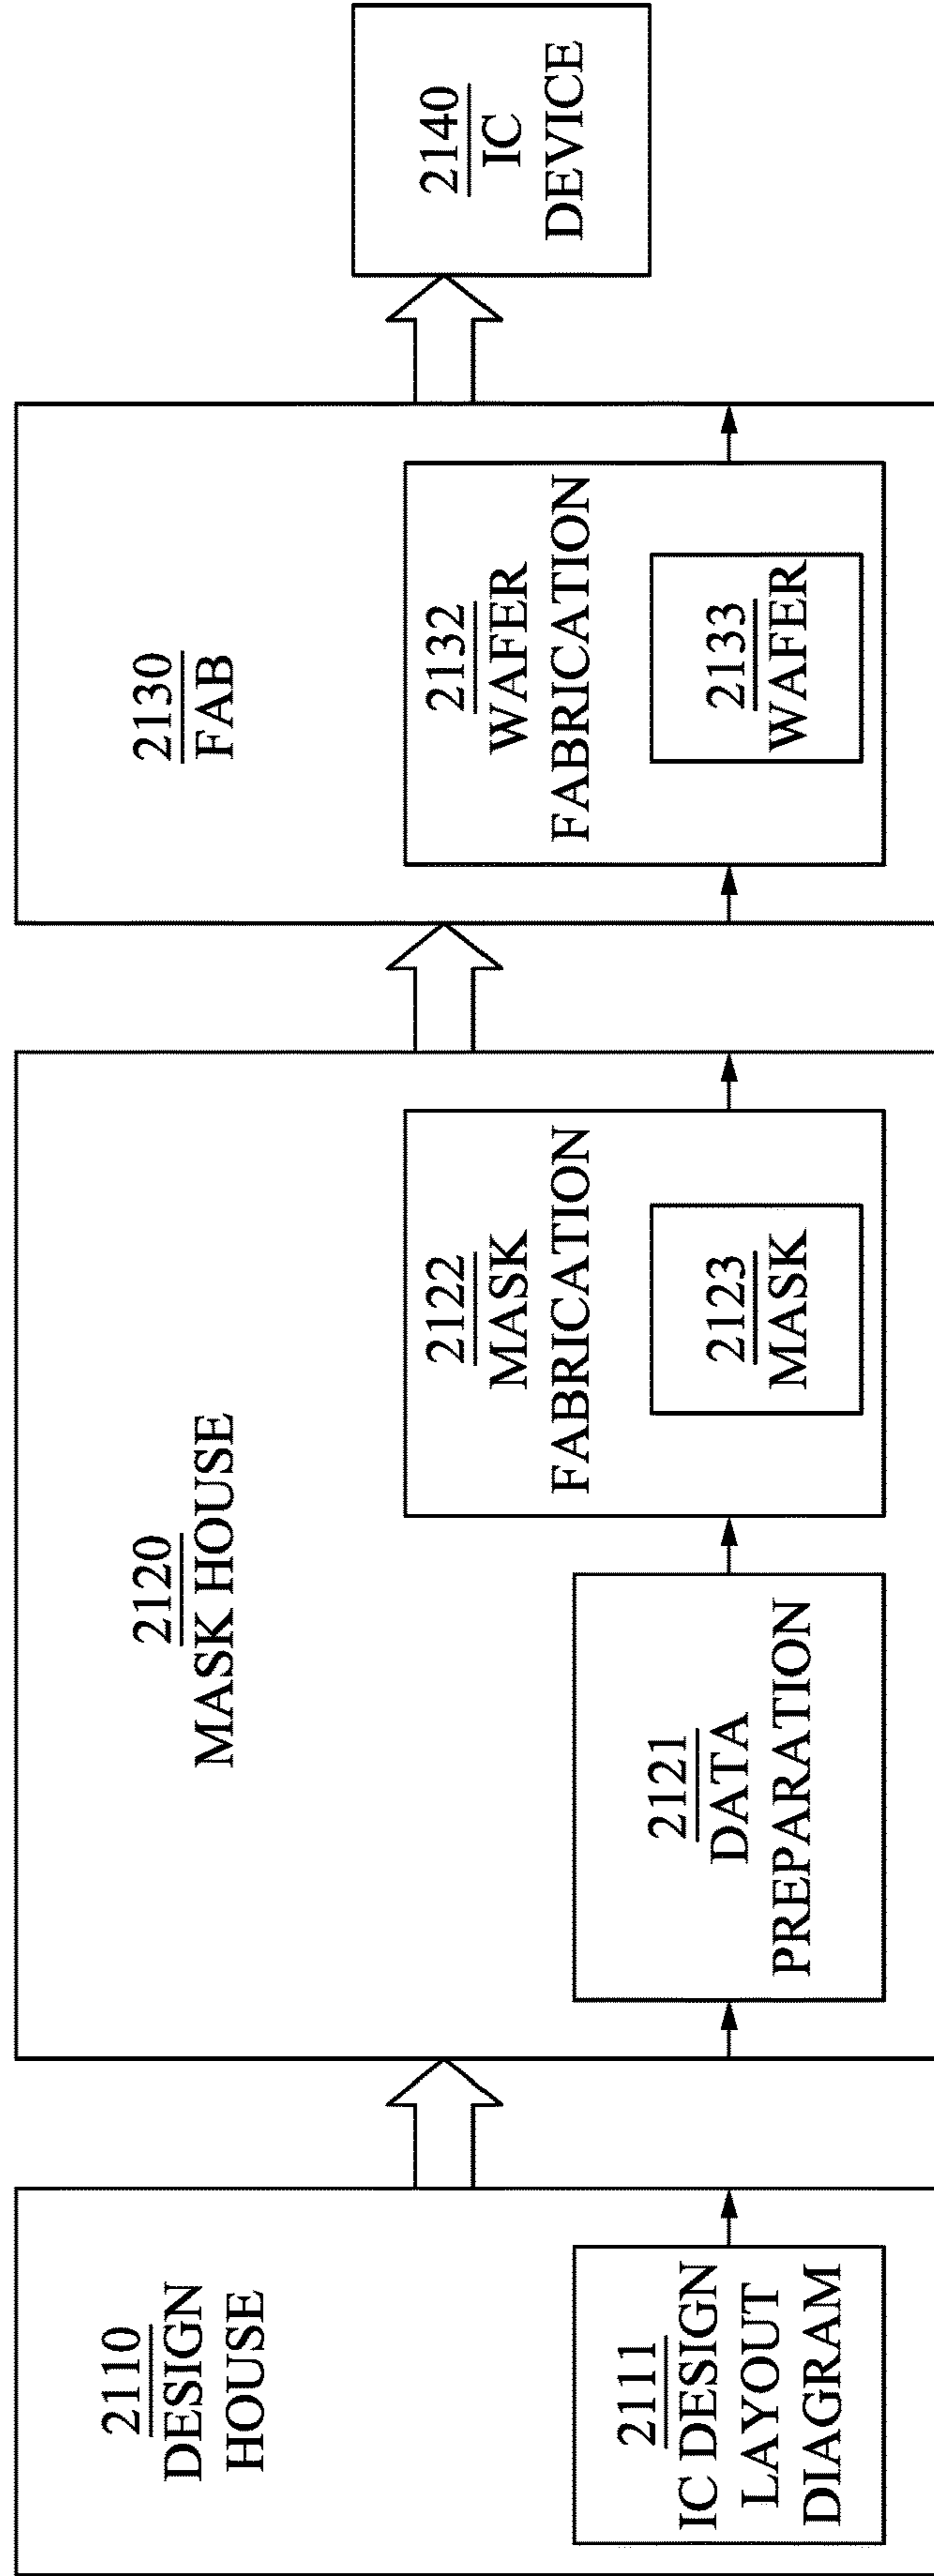 2110
DESIGN
HOUSE
2111
IC DESIGN
LAYOUT
DIAGRAM
2120
MASK HOUSE
2121
DATA
PREPARATION
2122
MASK
FABRICATION
2123
MASK
2130
FAB
2132
WAFER
FABRICATION
2133
WAFER
2140
IC
DEVICE